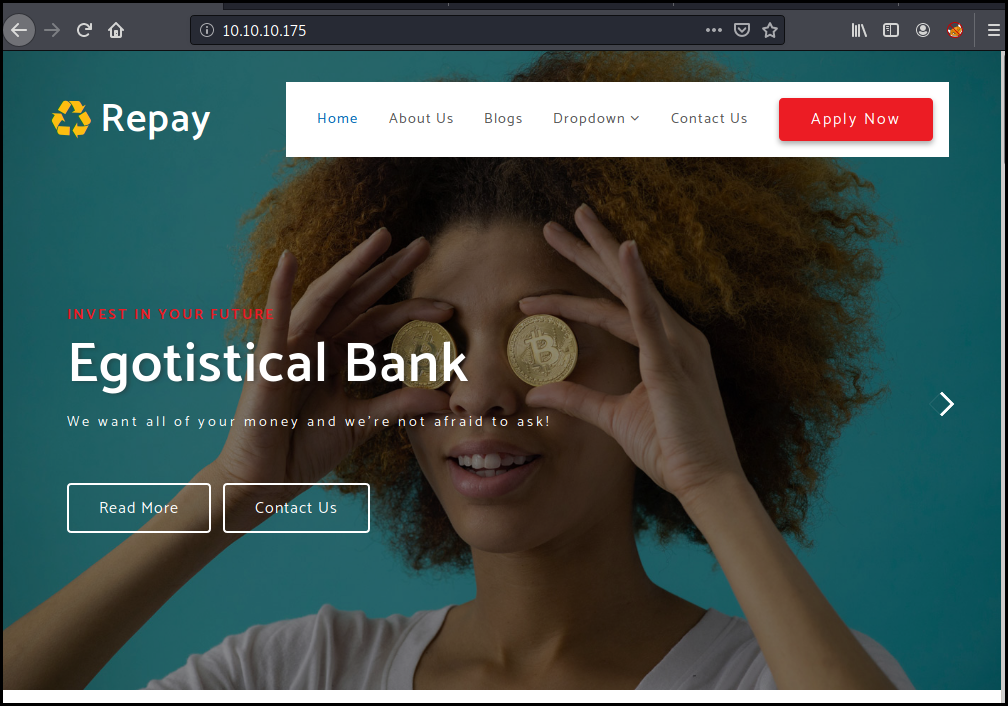 10.10.10.175
Repay
Home About Us Blogs Dropdown Contact Us Apply Now
INVEST IN YOUR FUTURE
Egotistical Bank
We want all of your money and we're not afraid to ask!
Read More Contact Us